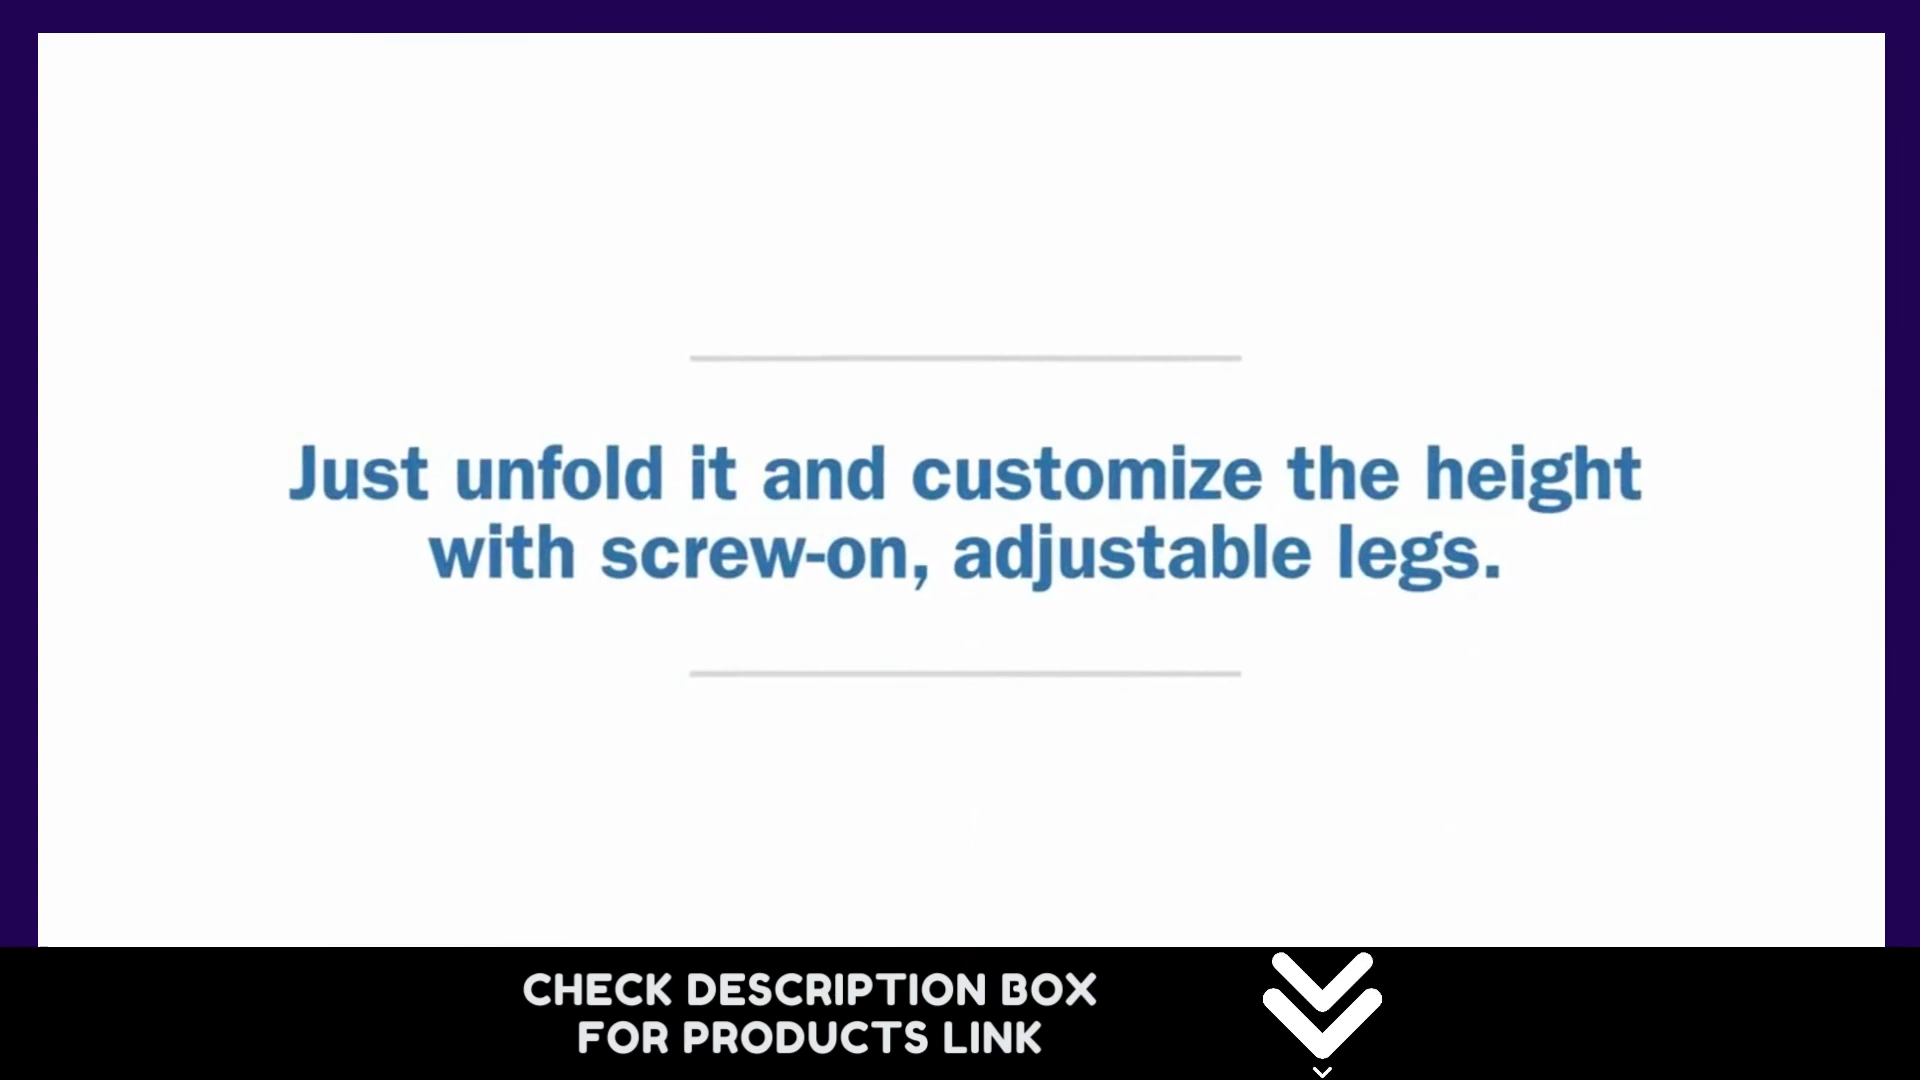 Just unfold it and customize the height
with screw-on, adjustable legs.
CHECK DESCRIPTION BOX
FOR PRODUCTS LINK